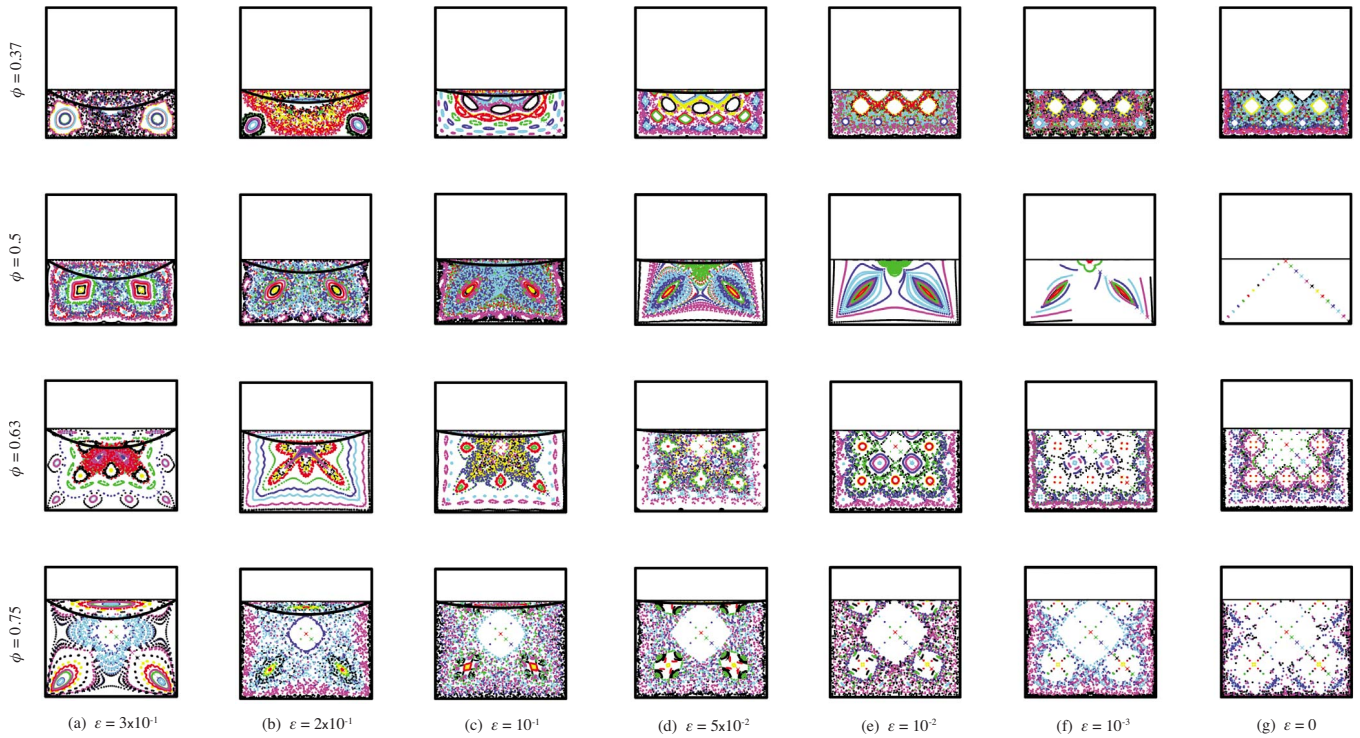 ϕ = 0.37
ϕ = 0.5
ϕ = 0.63
ϕ = 0.75
(a) ε = 3x10⁻¹
(b) ε = 2x10⁻¹
(c) ε = 10⁻¹
(d) ε = 5x10⁻²
(e) ε = 10⁻²
(f) ε = 10⁻³
(g) ε = 0